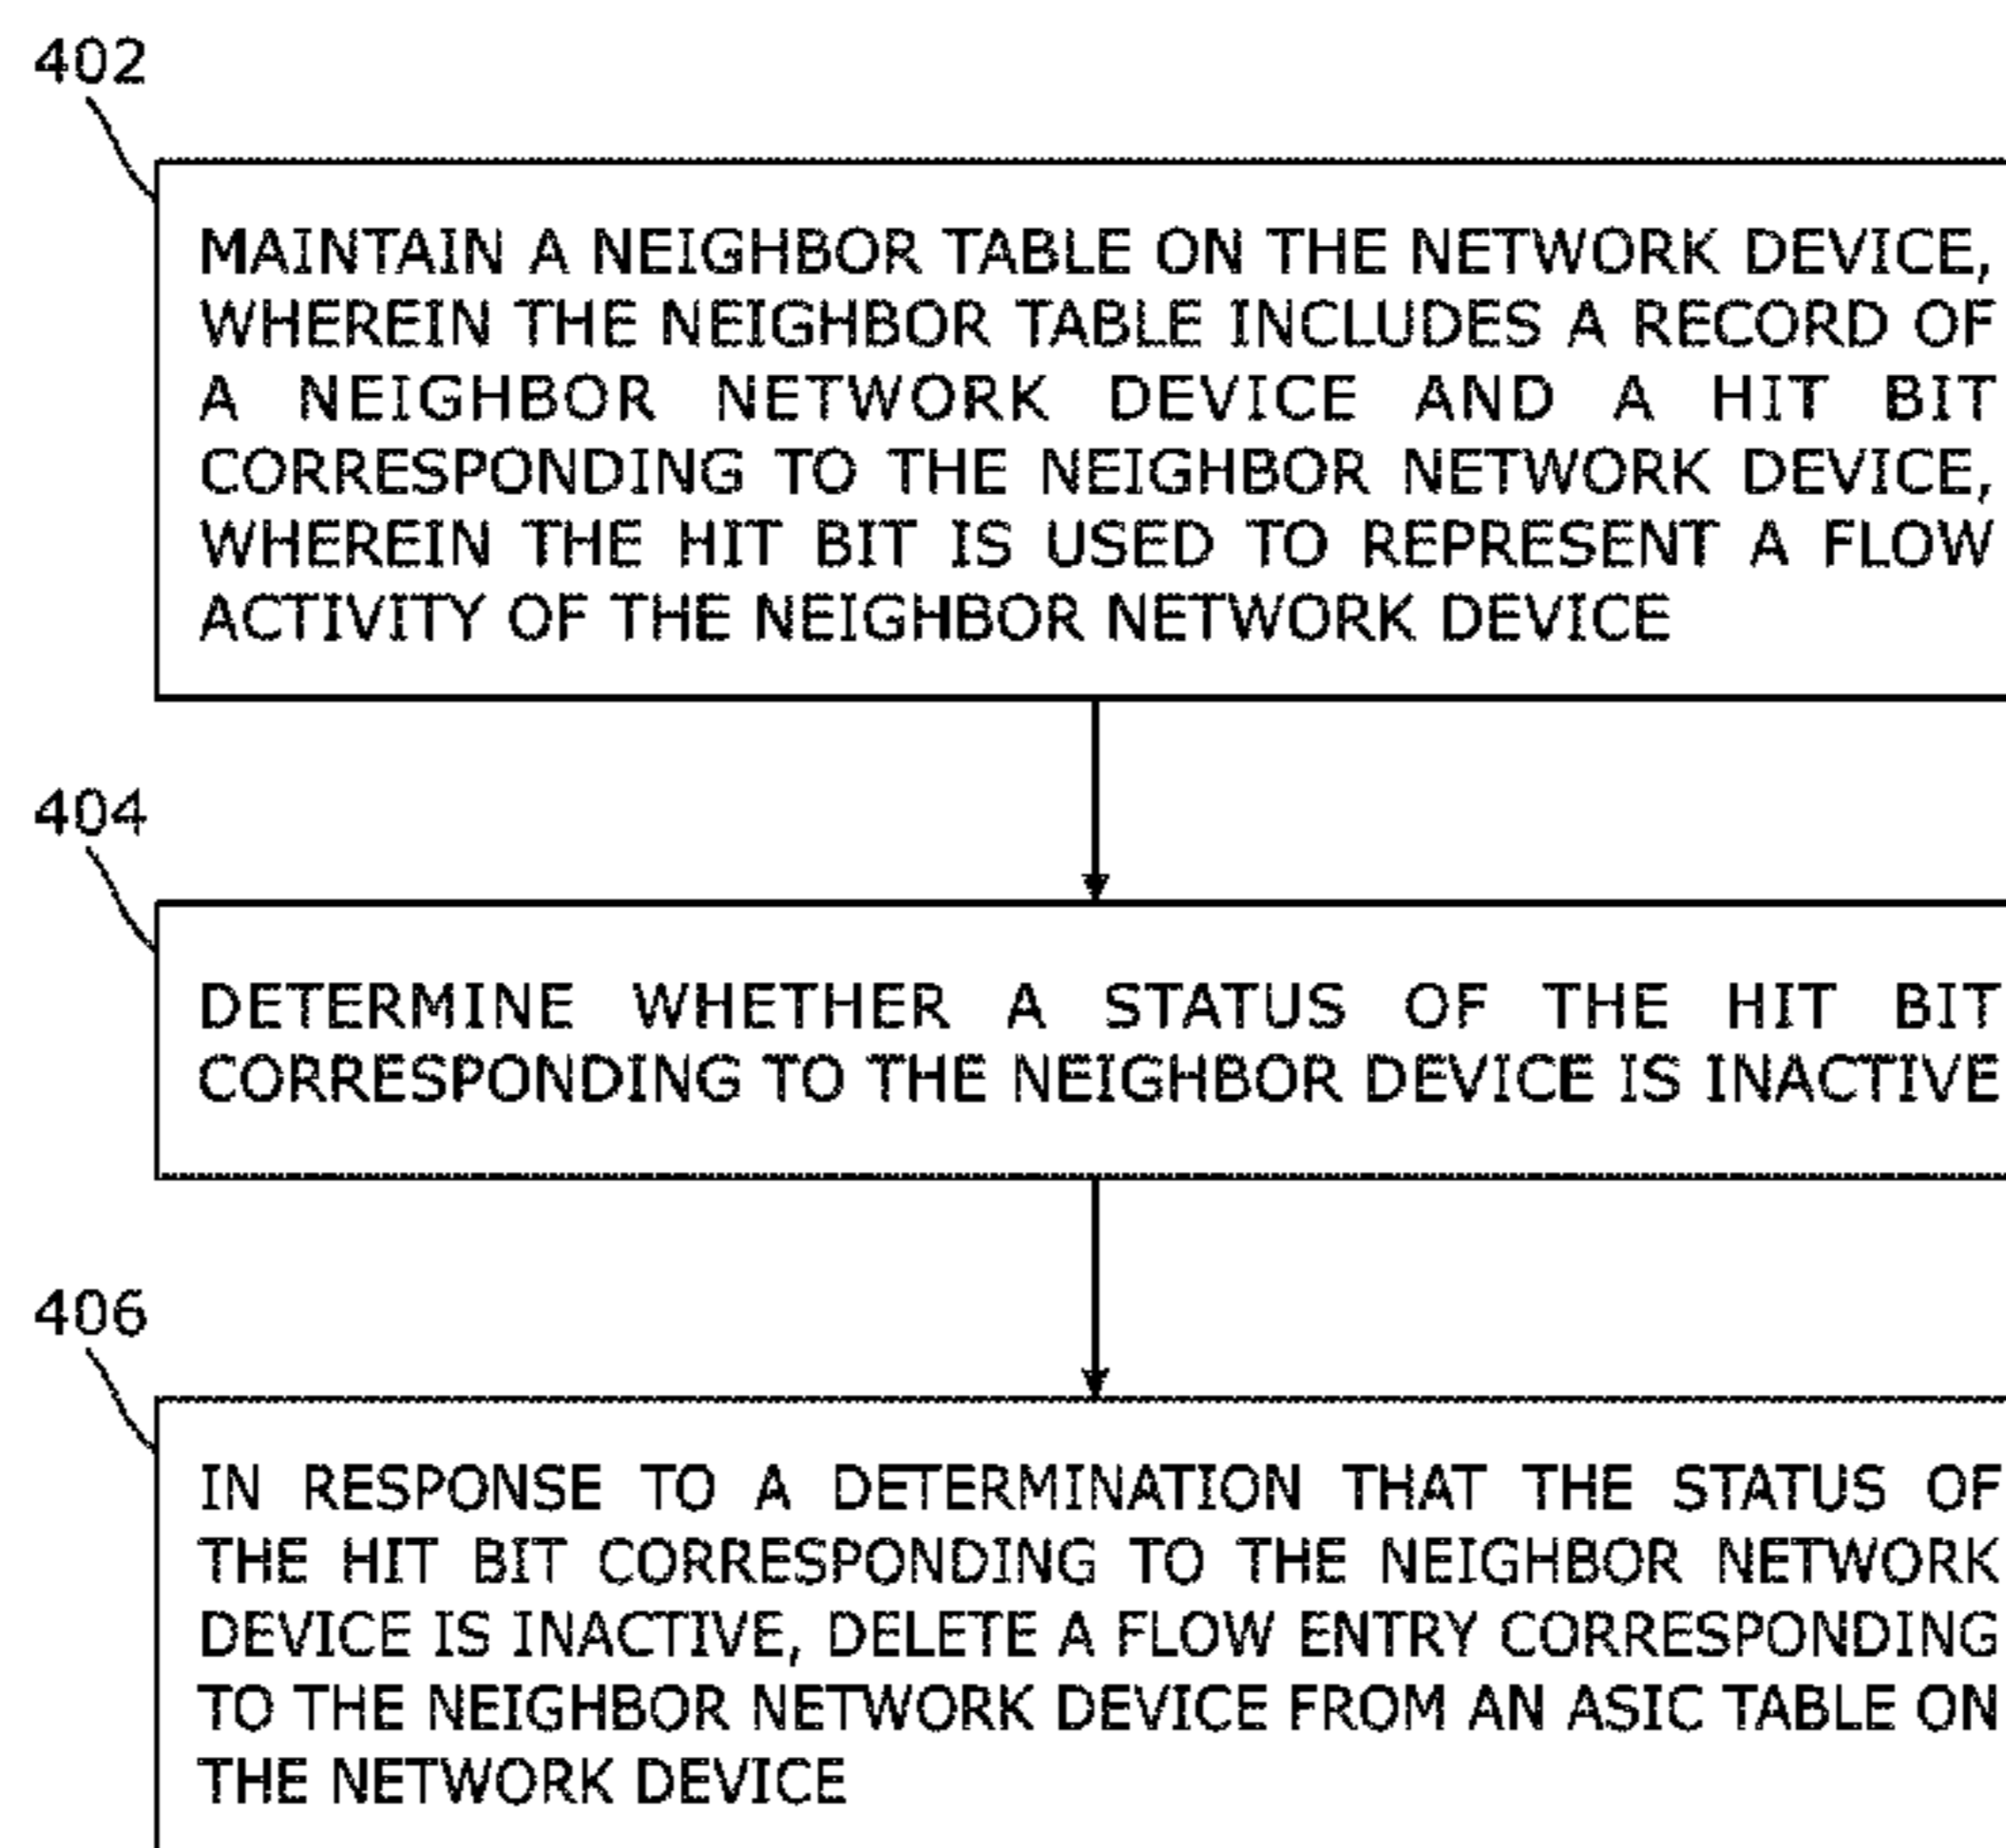 402
MAINTAIN A NEIGHBOR TABLE ON THE NETWORK DEVICE,
WHEREIN THE NEIGHBOR TABLE INCLUDES A RECORD OF
A NEIGHBOR NETWORK DEVICE AND A HIT BIT
CORRESPONDING TO THE NEIGHBOR NETWORK DEVICE,
WHEREIN THE HIT BIT IS USED TO REPRESENT A FLOW
ACTIVITY OF THE NEIGHBOR NETWORK DEVICE
404
DETERMINE WHETHER A STATUS OF THE HIT BIT
CORRESPONDING TO THE NEIGHBOR DEVICE IS INACTIVE
406
IN RESPONSE TO A DETERMINATION THAT THE STATUS OF
THE HIT BIT CORRESPONDING TO THE NEIGHBOR NETWORK
DEVICE IS INACTIVE, DELETE A FLOW ENTRY CORRESPONDING
TO THE NEIGHBOR NETWORK DEVICE FROM AN ASIC TABLE ON
THE NETWORK DEVICE